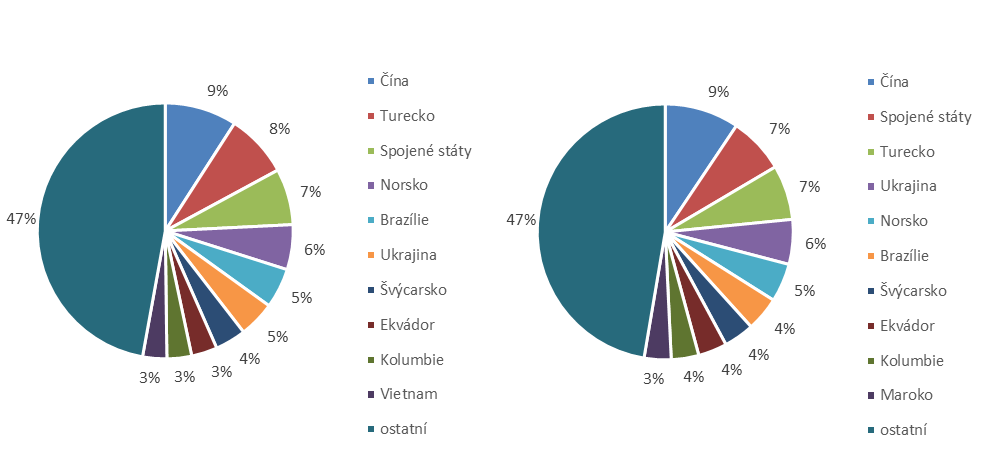 9%
8%
7%
6%
5%
5%
4%
3%
3%
3%
47%
Čína
Turecko
Spojené státy
Norsko
Brazílie
Ukrajina
Švýcarsko
Ekvádor
Kolumbie
Vietnam
ostatní
9%
7%
7%
6%
5%
4%
4%
4%
4%
3%
47%
Čína
Spojené státy
Turecko
Ukrajina
Norsko
Brazílie
Švýcarsko
Ekvádor
Kolumbie
Maroko
ostatní